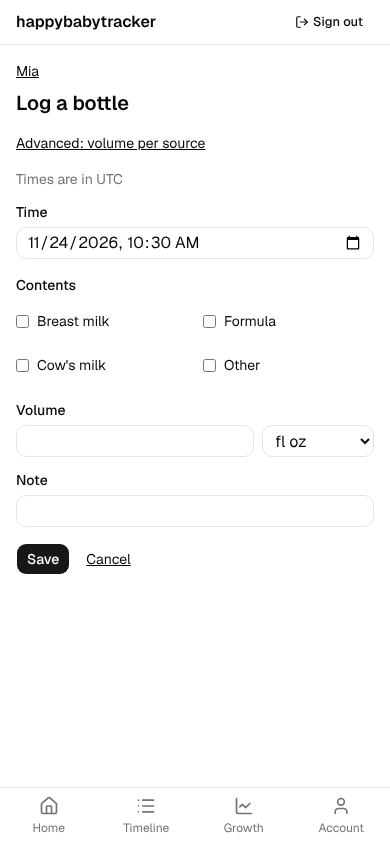 happybabytracker
Sign out
Mia
Log a bottle
Advanced: volume per source
Times are in UTC
Time
11/24/2026, 10:30 AM
Contents
Breast milk
Formula
Cow's milk
Other
Volume
fl oz
Note
Save
Cancel
Home
Timeline
Growth
Account